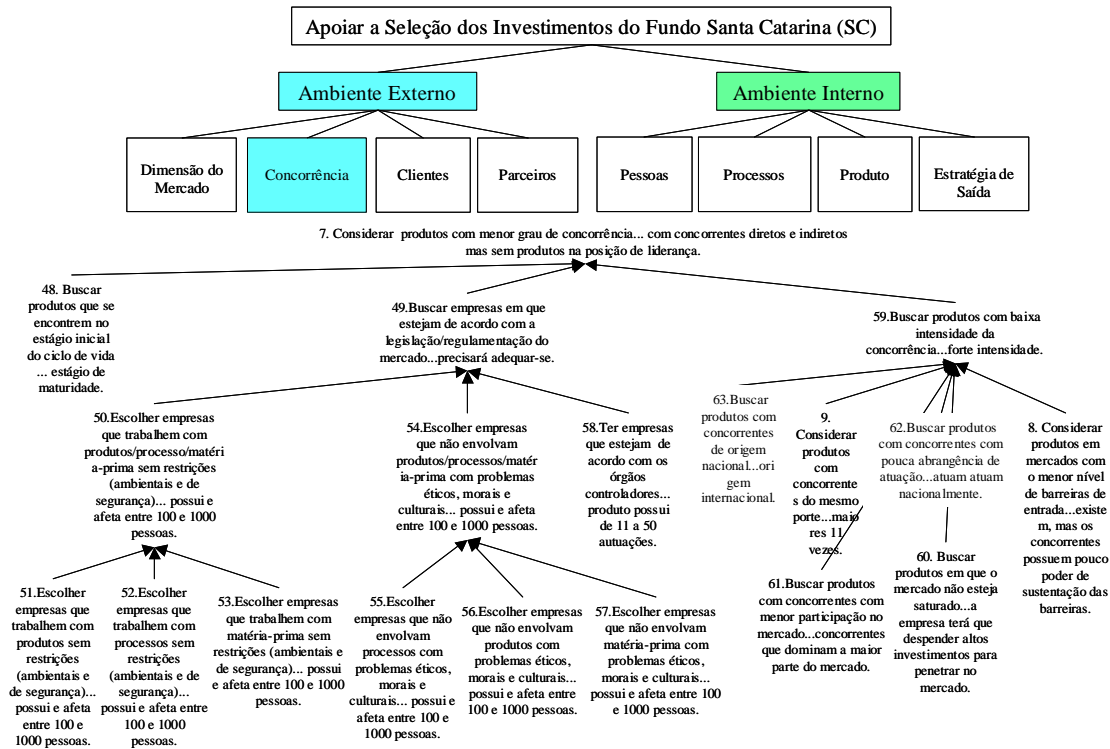 Apoiar a Seleção dos Investimentos do Fundo Santa Catarina (SC)
Ambiente Externo
Ambiente Interno
Dimensão do
Mercado
Concorrência
Clientes
Parceiros
Pessoas
Processos
Produto
Estratégia de
Saída
7. Considerar produtos com menor grau de concorrência... com concorrentes diretos e indiretos
mas sem produtos na posição de liderança.
48. Buscar
produtos que se
encontrem no
estágio inicial
do ciclo de vida
... estágio de
maturidade.
49.Buscar empresas em que
estejam de acordo com a
legislação/regulamentação do
mercado...precisará adequar-se.
59.Buscar produtos com baixa
intensidade da
concorrência...forte intensidade.
50.Escolher empresas
que trabalhem com
produtos/processo/matéri
a-prima sem restrições
(ambientais e de
segurança)... possui e
afeta entre 100 e 1000
pessoas.
54.Escolher empresas
que não envolvam
produtos/processos/matér
ia-prima com problemas
éticos, morais e
culturais... possui e afeta
entre 100 e 1000 pessoas.
58.Ter empresas
que estejam de
acordo com os
órgãos
controladores...
produto possui
de 11 a 50
autuações.
63.Buscar
produtos com
concorrentes
de origem
nacional...ori
gem
internacional.
9.
Considerar
produtos
com
concorrente
s do mesmo
porte...maio
res 11
vezes.
62.Buscar produtos
com concorrentes com
pouca abrangência de
atuação...atuam atuam
nacionalmente.
8. Considerar
produtos em
mercados com
o menor nível
de barreiras de
entrada...existe
m, mas os
concorrentes
possuem pouco
poder de
sustentação das
barreiras.
51.Escolher
empresas que
trabalhem com
produtos sem
restrições
(ambientais e
de segurança)...
possui e afeta
entre 100 e
1000 pessoas.
52.Escolher
empresas que
trabalhem com
processos sem
restrições
(ambientais e de
segurança)...
possui e afeta
entre 100 e 1000
pessoas.
53.Escolher empresas
que trabalhem com
matéria-prima sem
restrições (ambientais e
de segurança)... possui
e afeta entre 100 e 1000
pessoas.
55.Escolher
empresas que não
envolvam
processos com
problemas éticos,
morais e
culturais... possui e
afeta entre 100 e
1000 pessoas.
56.Escolher empresas
que não envolvam
produtos com
problemas éticos,
morais e culturais...
possui e afeta entre 100
e 1000 pessoas.
57.Escolher empresas
que não envolvam
matéria-prima com
problemas éticos,
morais e culturais...
possui e afeta entre 100
e 1000 pessoas.
61.Buscar produtos
com concorrentes com
menor participação no
mercado...concorrentes
que dominam a maior
parte do mercado.
60. Buscar
produtos em que o
mercado não esteja
saturado...a
empresa terá que
despender altos
investimentos para
penetrar no
mercado.